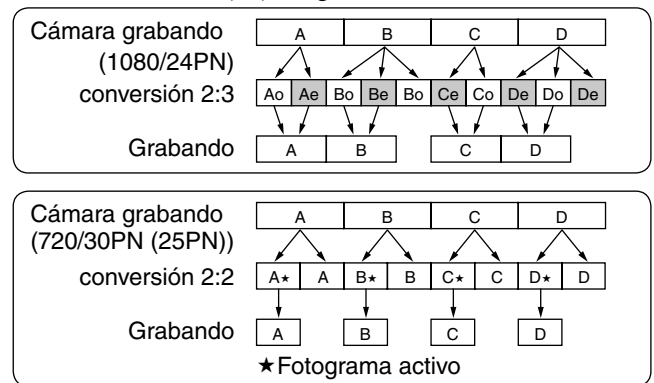 Cámara grabando
(1080/24PN)
A B C D
conversión 2:3
Ao Ae Bo Be Bo Ce Co De Do De
Grabando
A B C D
Cámara grabando
(720/30PN (25PN))
A B C D
conversión 2:2
A★ A B★ B C★ C D★ D
Grabando
A B C D
★Fotograma activo